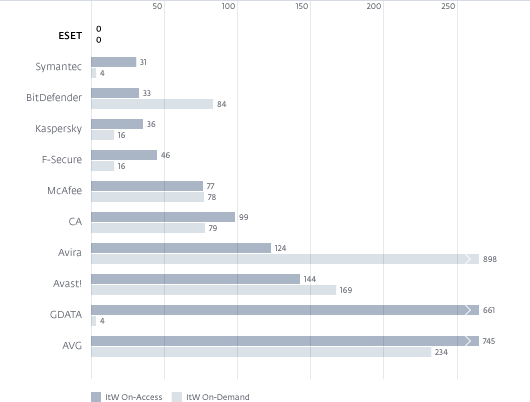 50 100 150 200 250
ESET 0
0
Symantec 31
4
BitDefender 33
84
Kaspersky 36
16
F-Secure 46
16
McAfee 77
78
CA 99
79
Avira 124
898
Avast! 144
169
GDATA 661
4
AVG 745
234
ItW On-Access ItW On-Demand